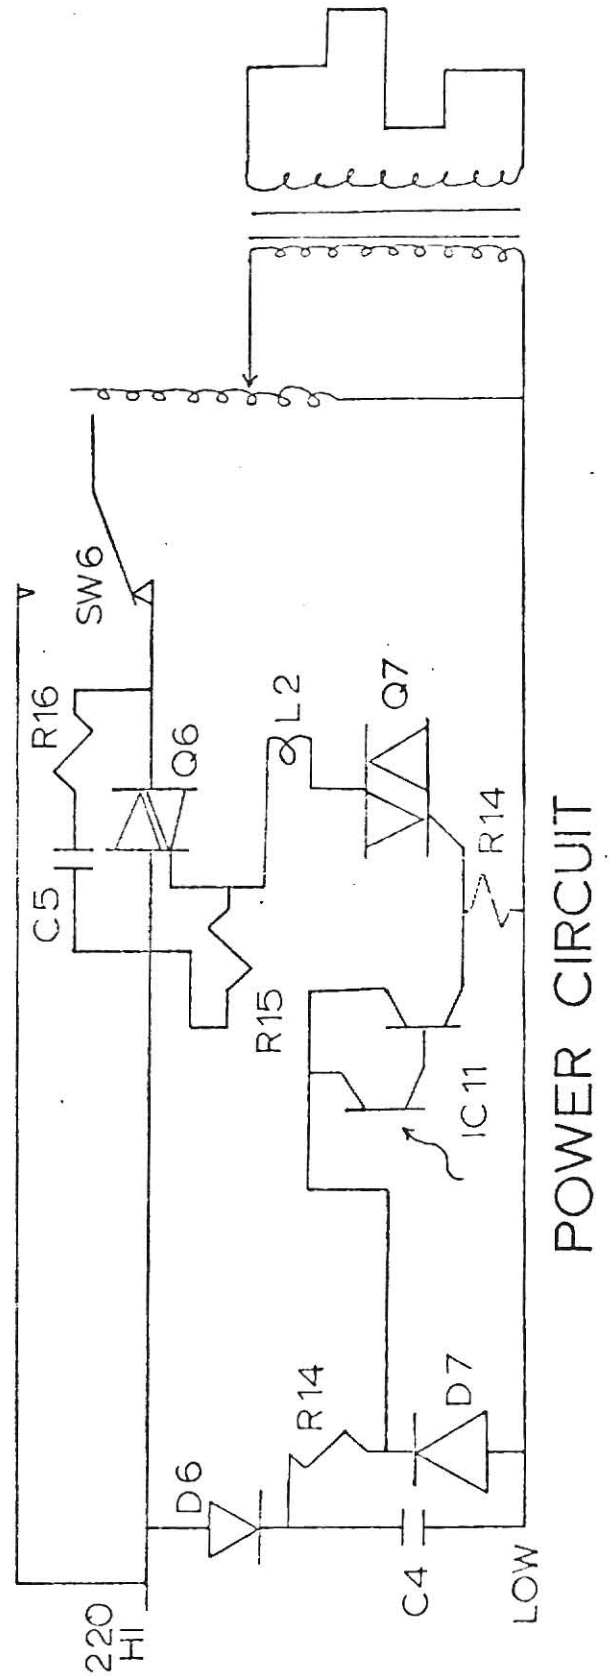 220
HI
D6
R14
C4
D7
LOW
IC11
R15
C5
R16
Q6
L2
Q7
R14
SW6
POWER CIRCUIT